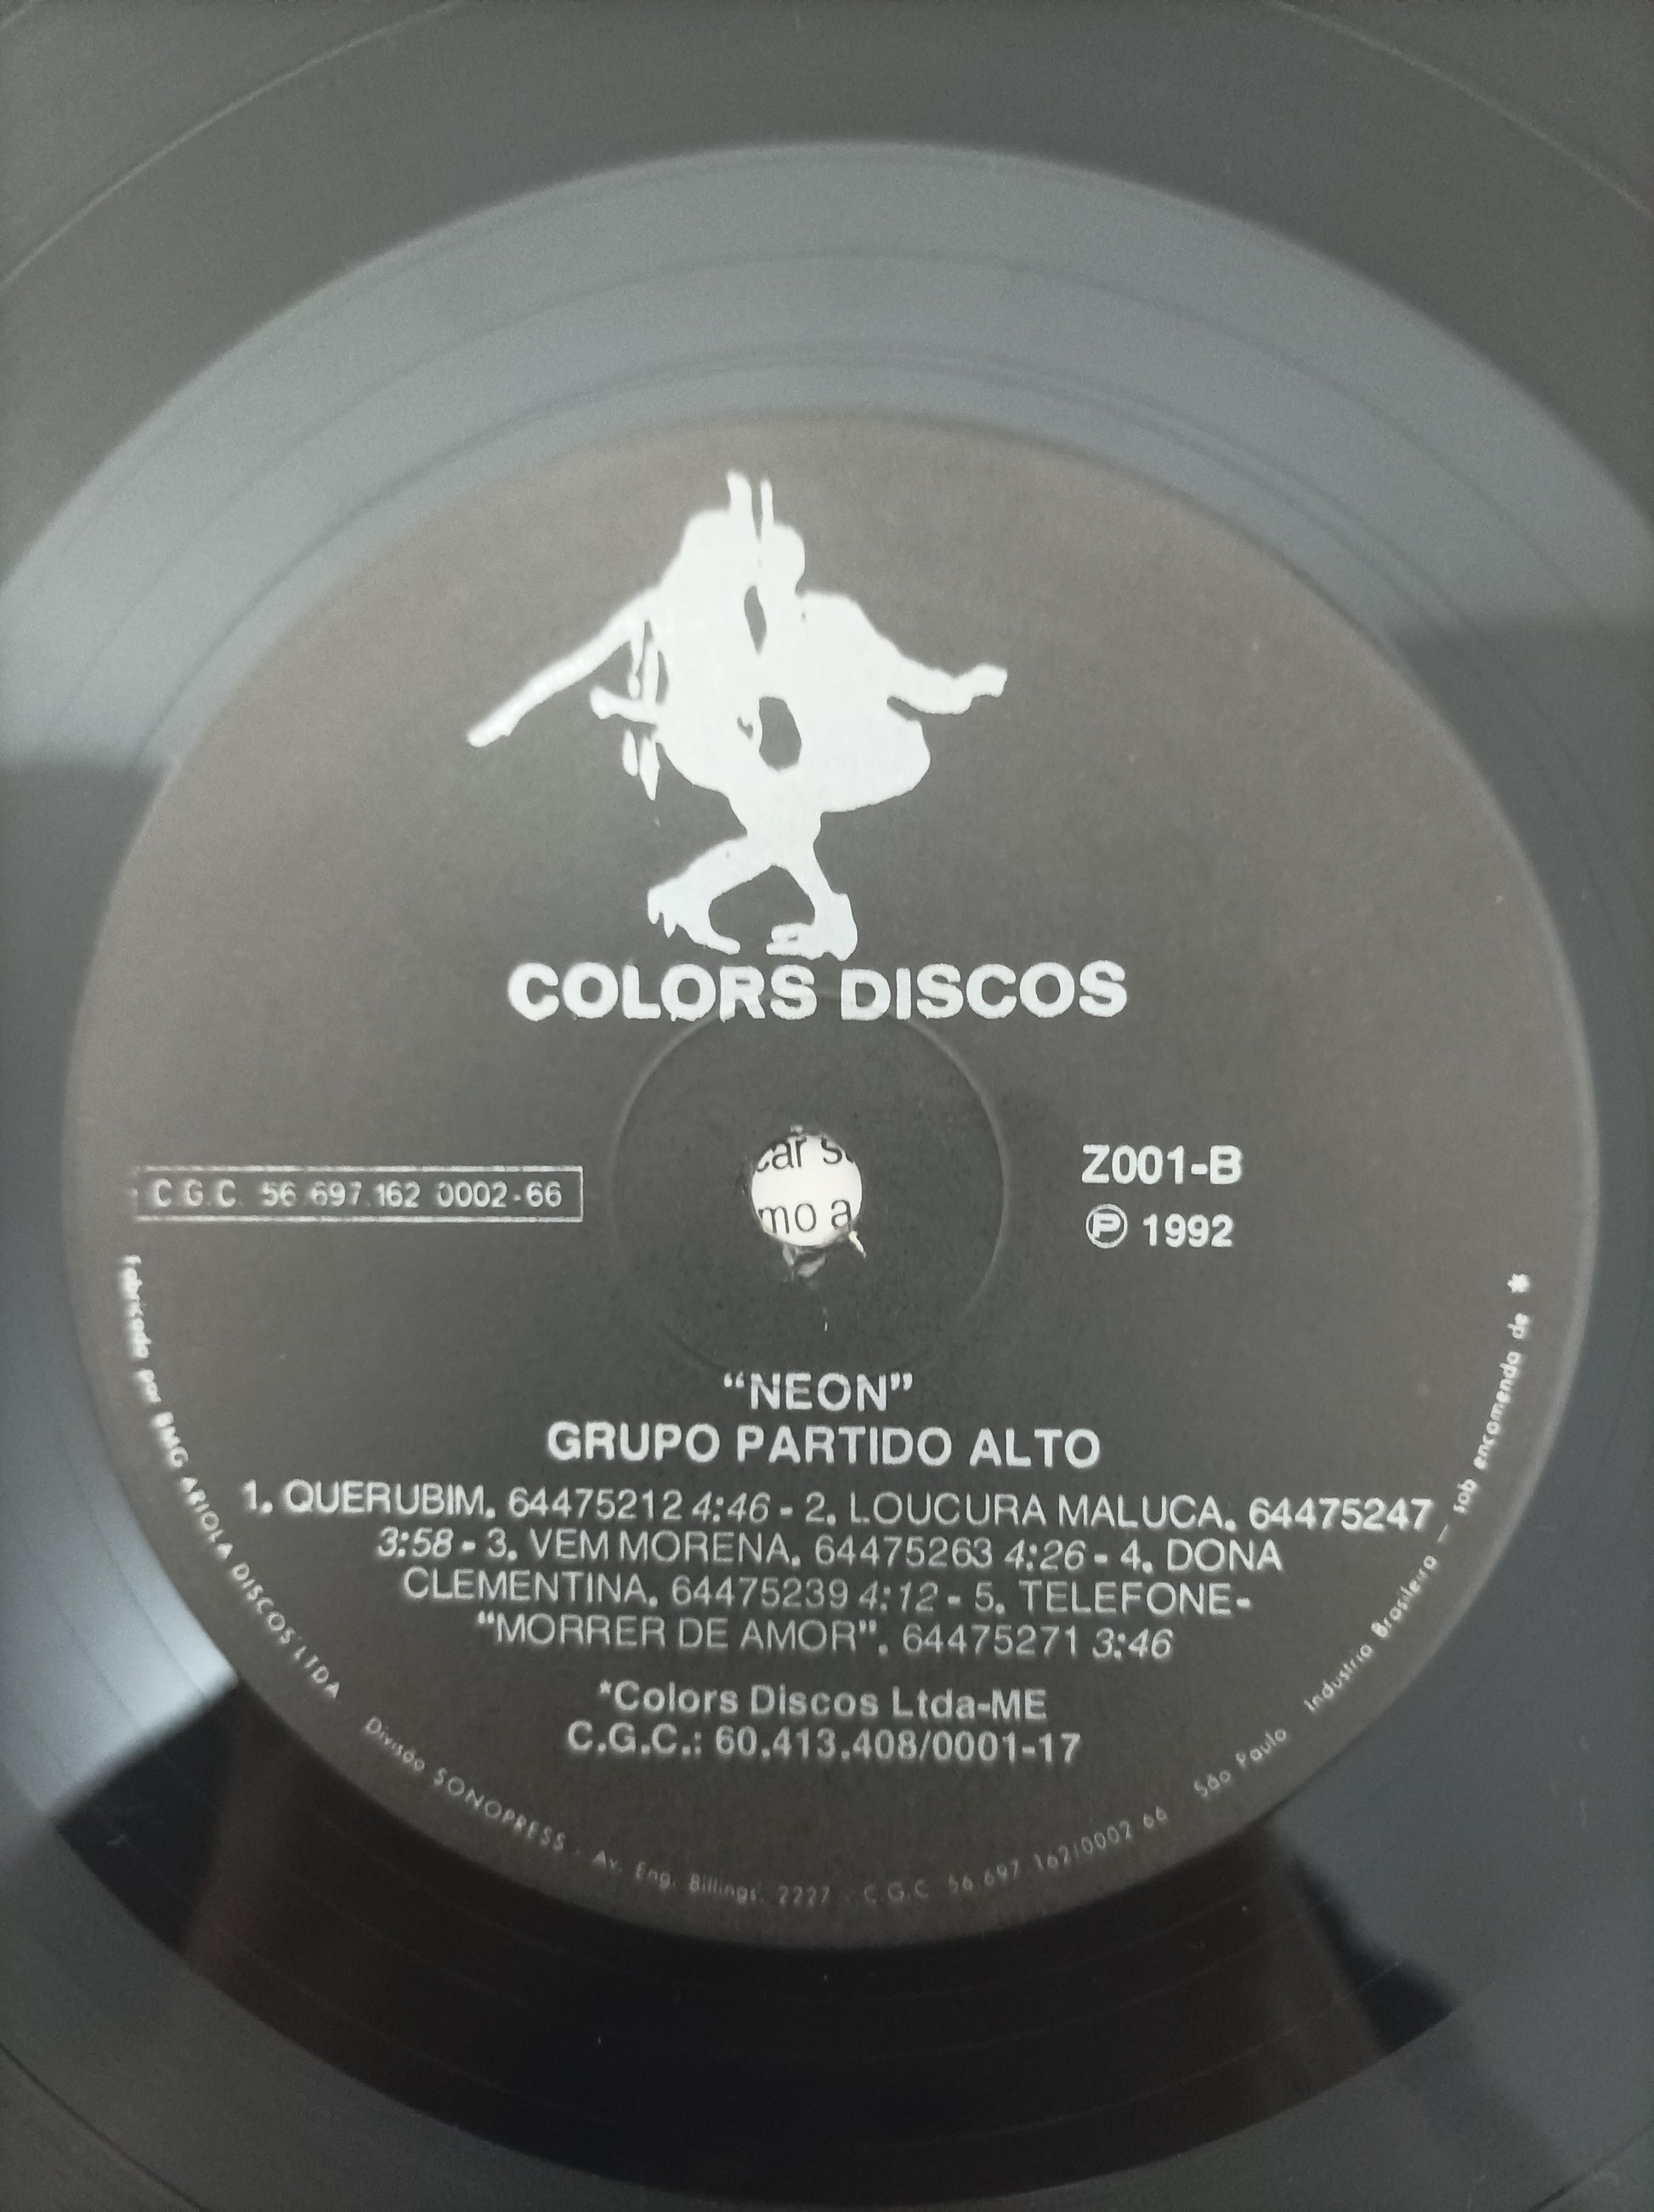 COLORS DISCOS
C.G.C. 56.697.162 0002-66
Z001-B
Ⓟ 1992
mo a
"NEON"
GRUPO PARTIDO ALTO
1. QUERUBIM. 64475212 4:46 - 2. LOUCURA MALUCA. 64475247
3:58 - 3. VEM MORENA. 64475263 4:26 - 4. DONA
CLEMENTINA. 64475239 4:12 - 5. TELEFONE-
"MORRER DE AMOR". 64475271 3:46
*Colors Discos Ltda-ME
C.G.C.: 60.413.408/0001-17
Fabricado por BMG ARIOLA DISCOS LTDA Divisão SONOPRESS . Av. Eng. Billings, 2227 - C.G.C. 56.697.162/0002-66 São Paulo Industria Brasileira - sob encomenda de *